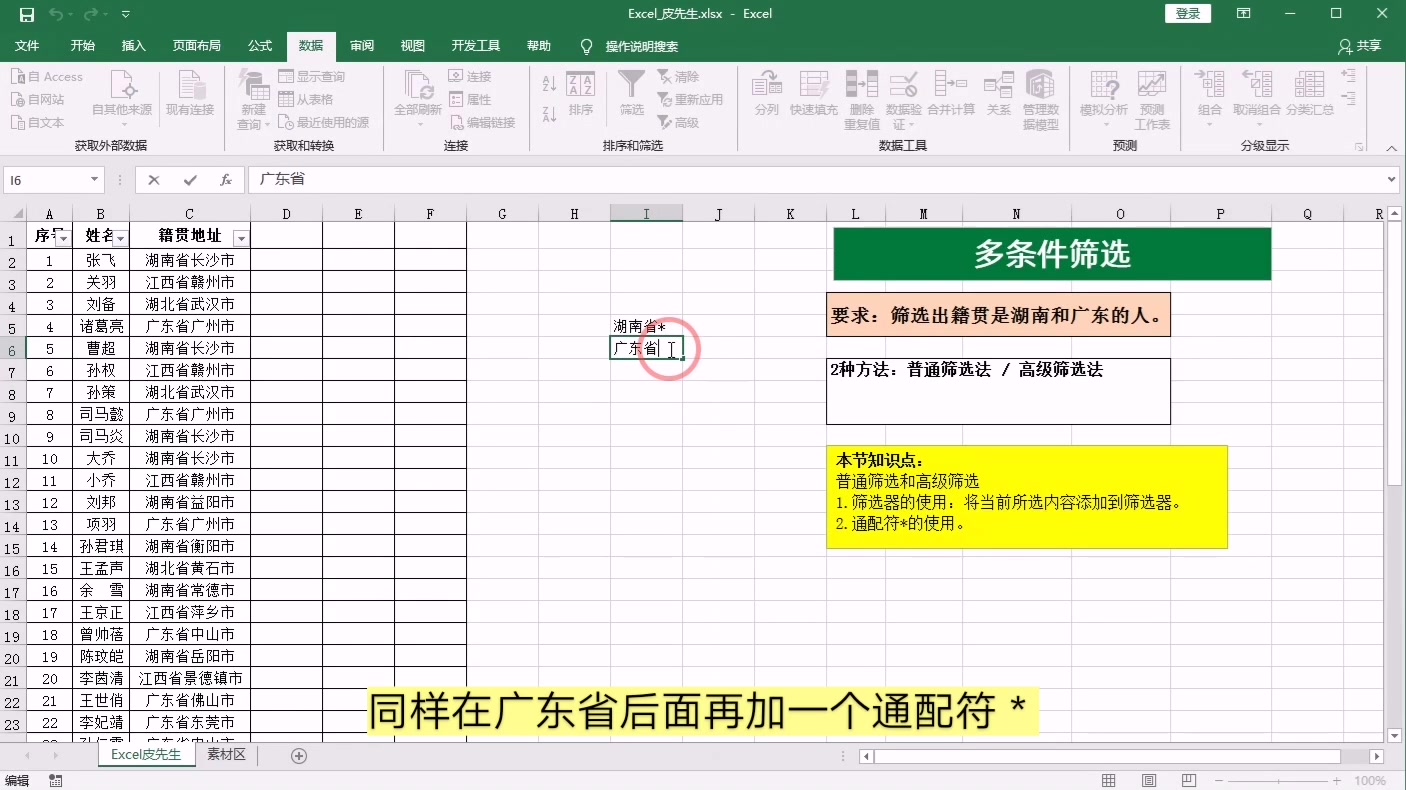 Excel_皮先生.xlsx - Excel
登录
文件 开始 插入 页面布局 公式 数据 审阅 视图 开发工具 帮助 操作说明搜索 共享
自 Access
自网站
自文本
自其他来源
现有连接
获取外部数据
新建
查询
显示查询
从表格
最近使用的源
获取和转换
全部刷新
连接
属性
编辑链接
连接
排序
筛选
清除
重新应用
高级
排序和筛选
分列
快速填充
删除
重复值
数据验
证
合并计算
关系
管理数
据模型
数据工具
模拟分析
预测
工作表
预测
组合
取消组合
分类汇总
分级显示
I6
fx
广东省
A B C D E F G H I J K L M N O P Q R
1 序号 姓名 籍贯地址
2 1 张飞 湖南省长沙市
3 2 关羽 江西省赣州市
4 3 刘备 湖北省武汉市
5 4 诸葛亮 广东省广州市 湖南省*
6 5 曹超 湖南省长沙市 广东省
7 6 孙权 江西省赣州市
8 7 孙策 湖北省武汉市
9 8 司马懿 广东省广州市
10 9 司马炎 湖南省长沙市
11 10 大乔 湖南省长沙市
12 11 小乔 江西省赣州市
13 12 刘邦 湖南省益阳市
14 13 项羽 广东省广州市
15 14 孙君琪 湖南省衡阳市
16 15 王孟声 湖北省黄石市
17 16 余 雪 湖南省常德市
18 17 王京正 江西省萍乡市
19 18 曾帅蓓 广东省中山市
20 19 陈玟皑 湖南省岳阳市
21 20 李茵清 江西省景德镇市
22 21 王世俏 广东省佛山市
23 22 李妃靖 广东省东莞市
多条件筛选
要求：筛选出籍贯是湖南和广东的人。
2种方法：普通筛选法 / 高级筛选法
本节知识点：
普通筛选和高级筛选
1.筛选器的使用：将当前所选内容添加到筛选器。
2.通配符*的使用。
同样在广东省后面再加一个通配符 *
Excel皮先生 素材区
编辑
100%